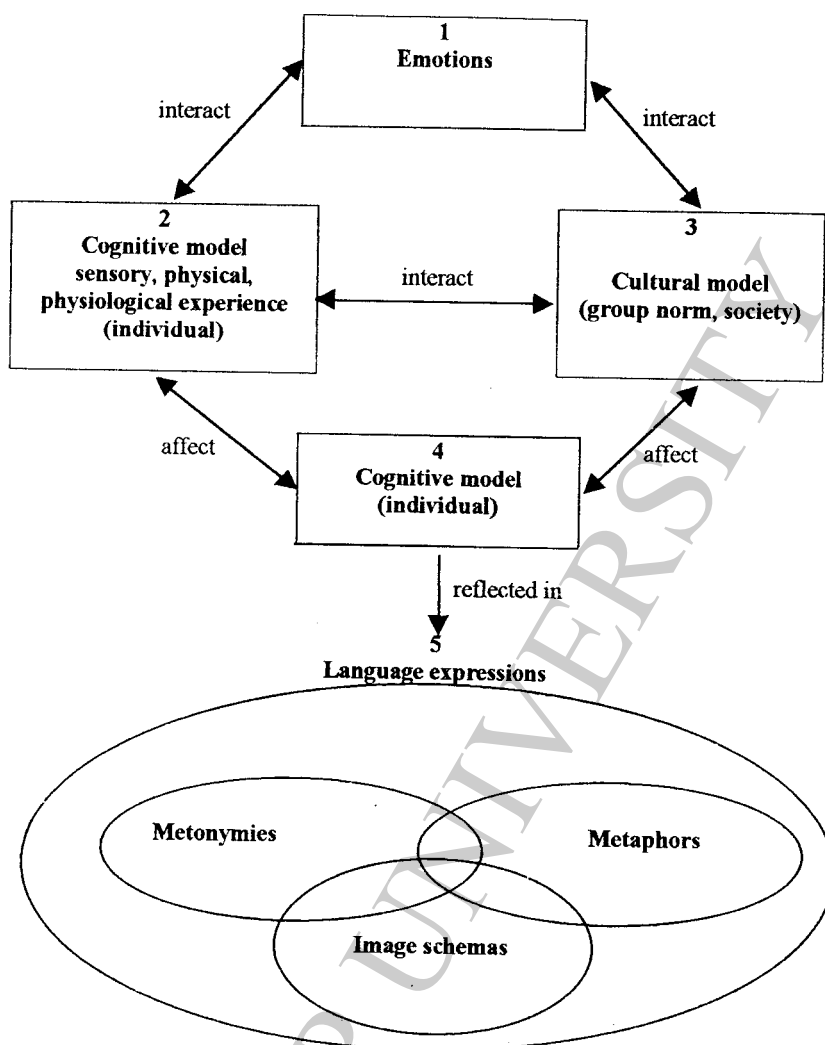 1
Emotions
interact
interact
2
Cognitive model
sensory, physical,
physiological experience
(individual)
interact
3
Cultural model
(group norm, society)
affect
4
Cognitive model
(individual)
affect
reflected in
5
Language expressions
Metonymies
Metaphors
Image schemas
UNIVERSITY